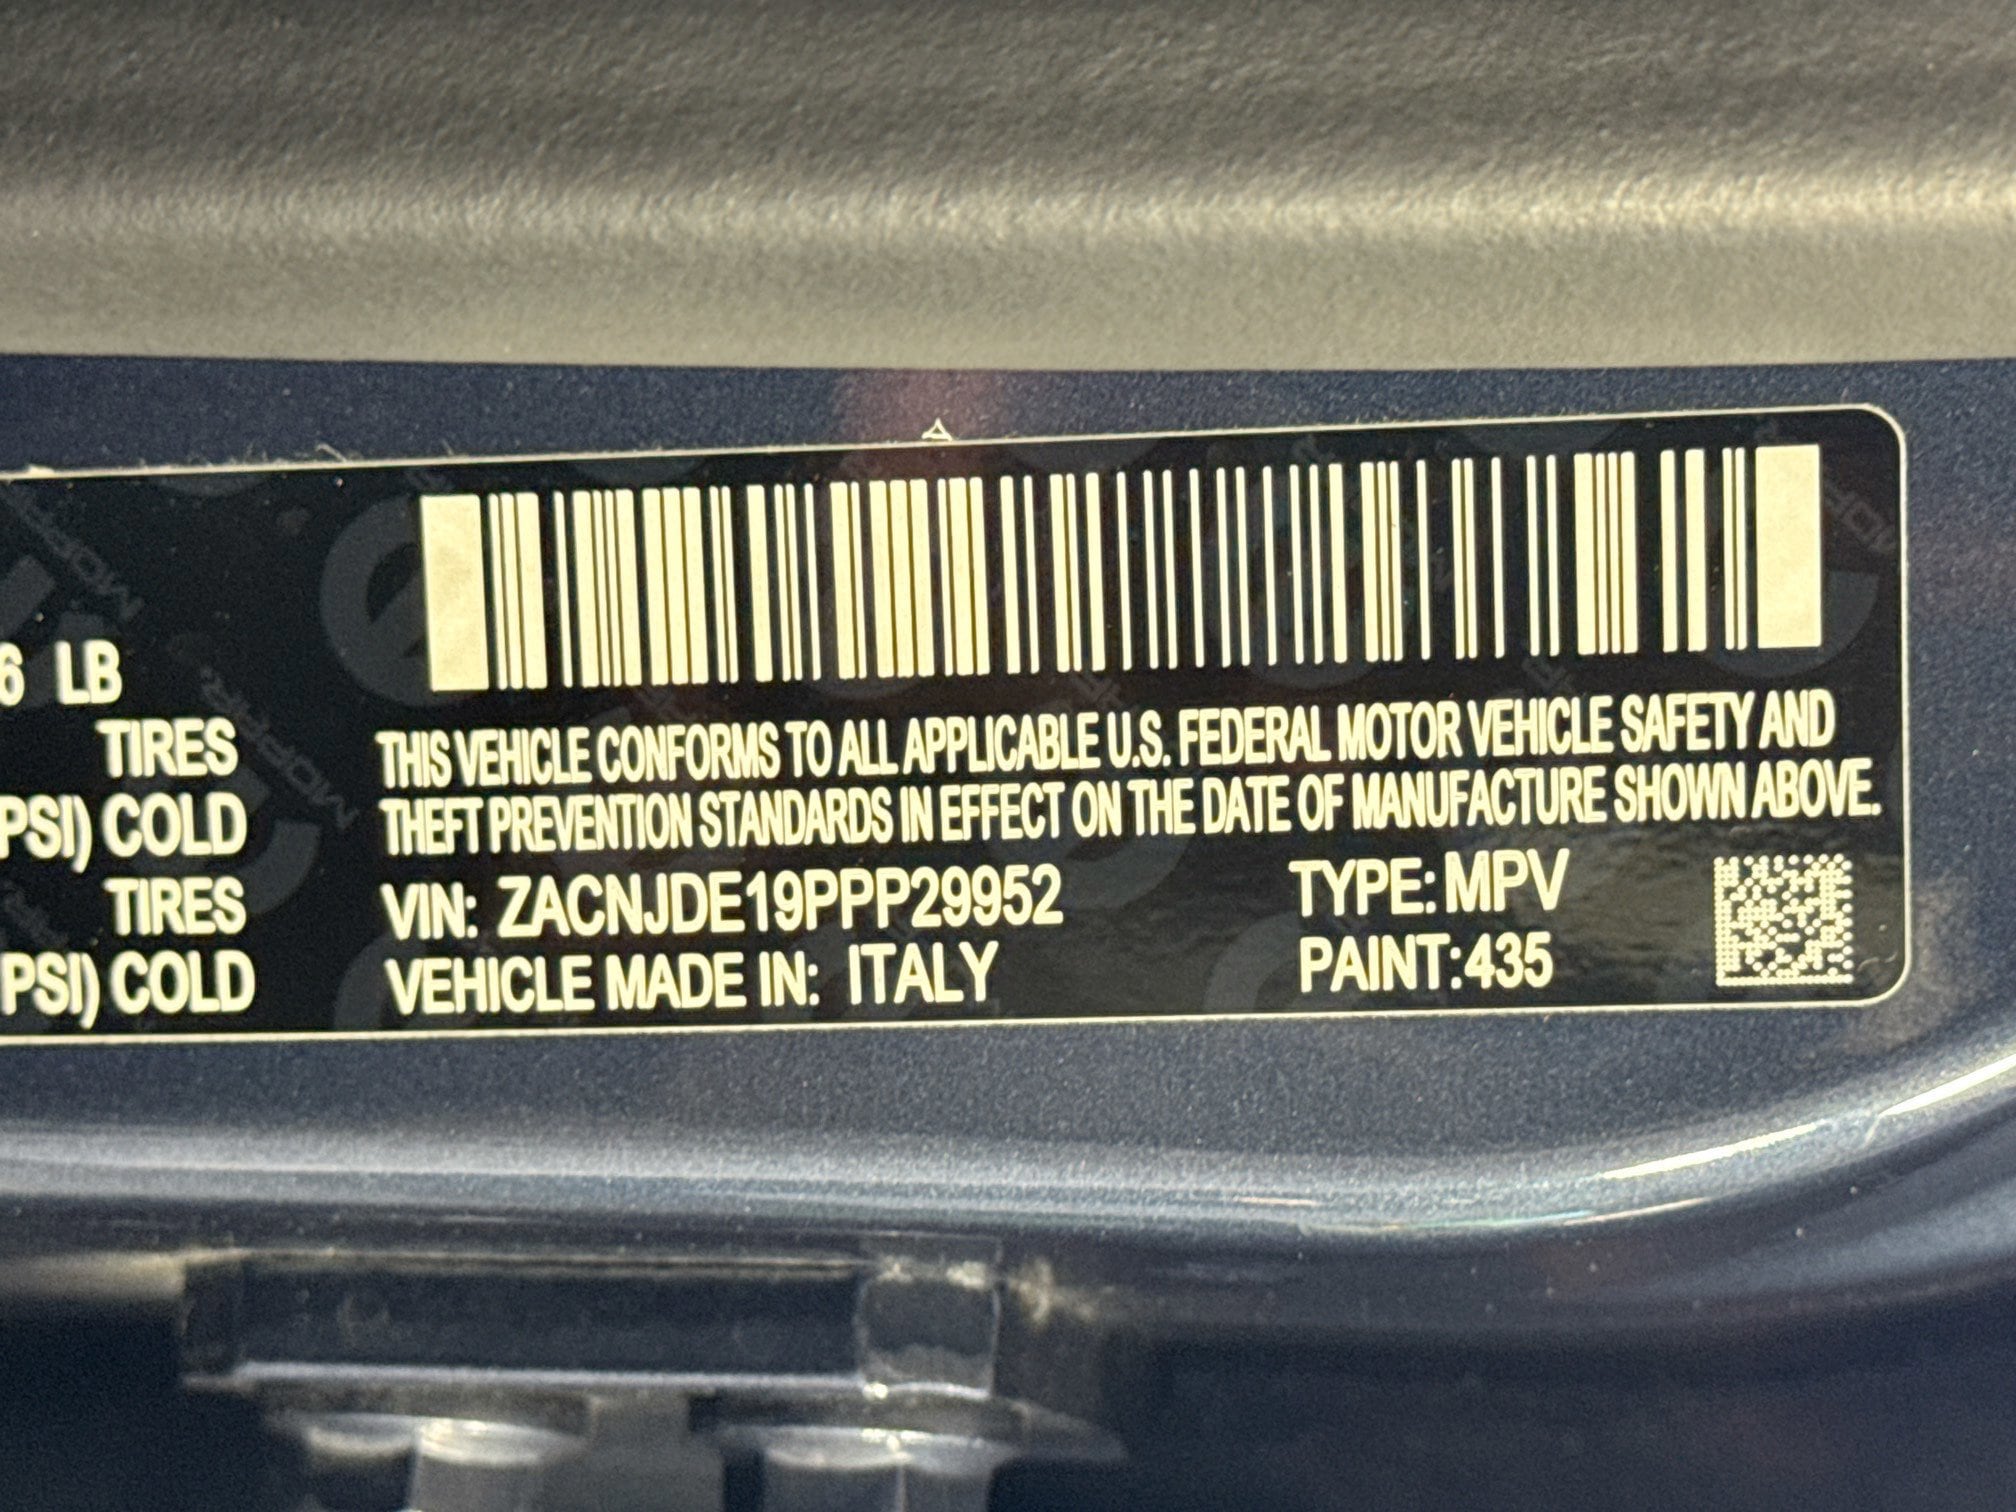 6 LB
TIRES
PSI) COLD
TIRES
PSI) COLD
THIS VEHICLE CONFORMS TO ALL APPLICABLE U.S. FEDERAL MOTOR VEHICLE SAFETY AND
THEFT PREVENTION STANDARDS IN EFFECT ON THE DATE OF MANUFACTURE SHOWN ABOVE.
VIN: ZACNJDE19PPP29952
TYPE: MPV
VEHICLE MADE IN: ITALY
PAINT:435
MOPAR
MOPAR